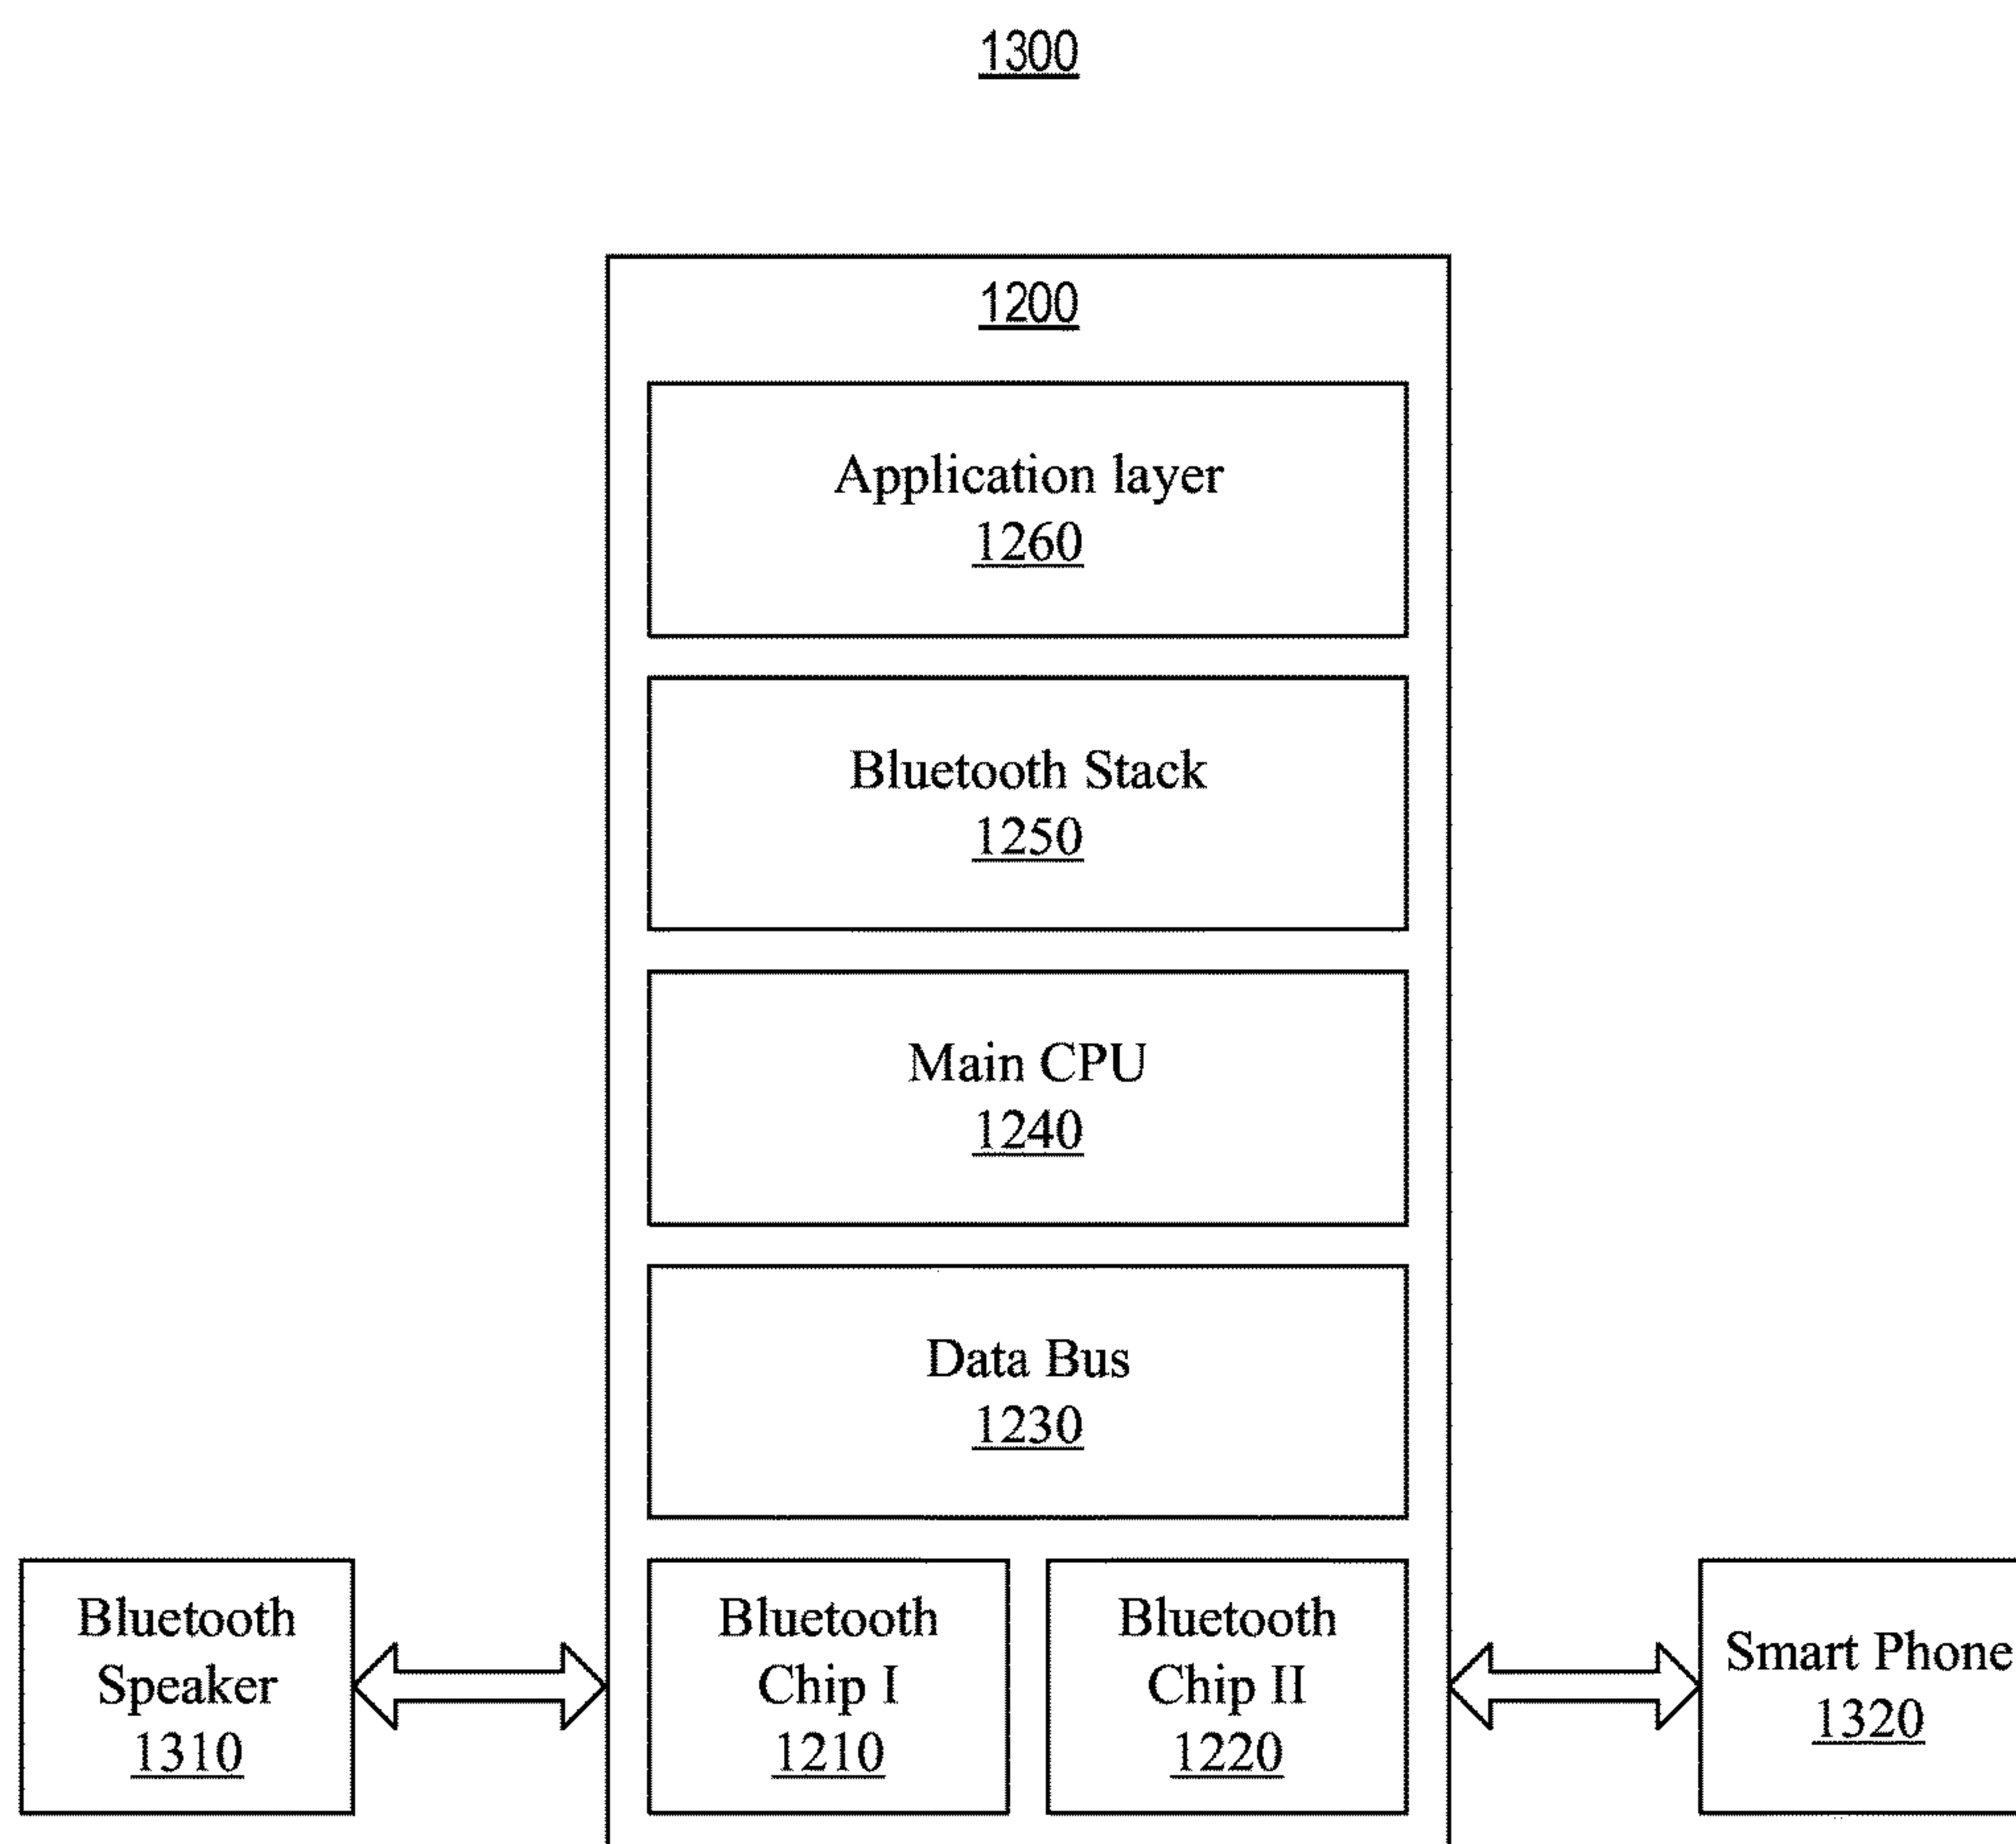 1300
1200
Application layer
1260
Bluetooth Stack
1250
Main CPU
1240
Data Bus
1230
Bluetooth
Speaker
1310
Bluetooth
Chip I
1210
Bluetooth
Chip II
1220
Smart Phone
1320